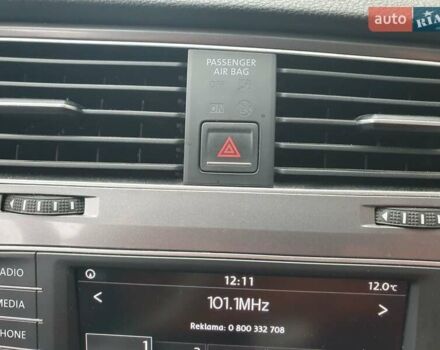 auto RIA
PASSENGER
AIR BAG
ON
12:11 12.0°C
RADIO
101.1MHz
MEDIA
Reklama: 0 800 332 708
PHONE
1